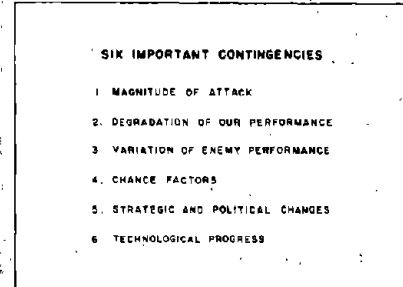 SIX IMPORTANT CONTINGENCIES
1 MAGNITUDE OF ATTACK
2. DEGRADATION OF OUR PERFORMANCE
3 VARIATION OF ENEMY PERFORMANCE
4. CHANCE FACTORS
5. STRATEGIC AND POLITICAL CHANGES
6 TECHNOLOGICAL PROGRESS